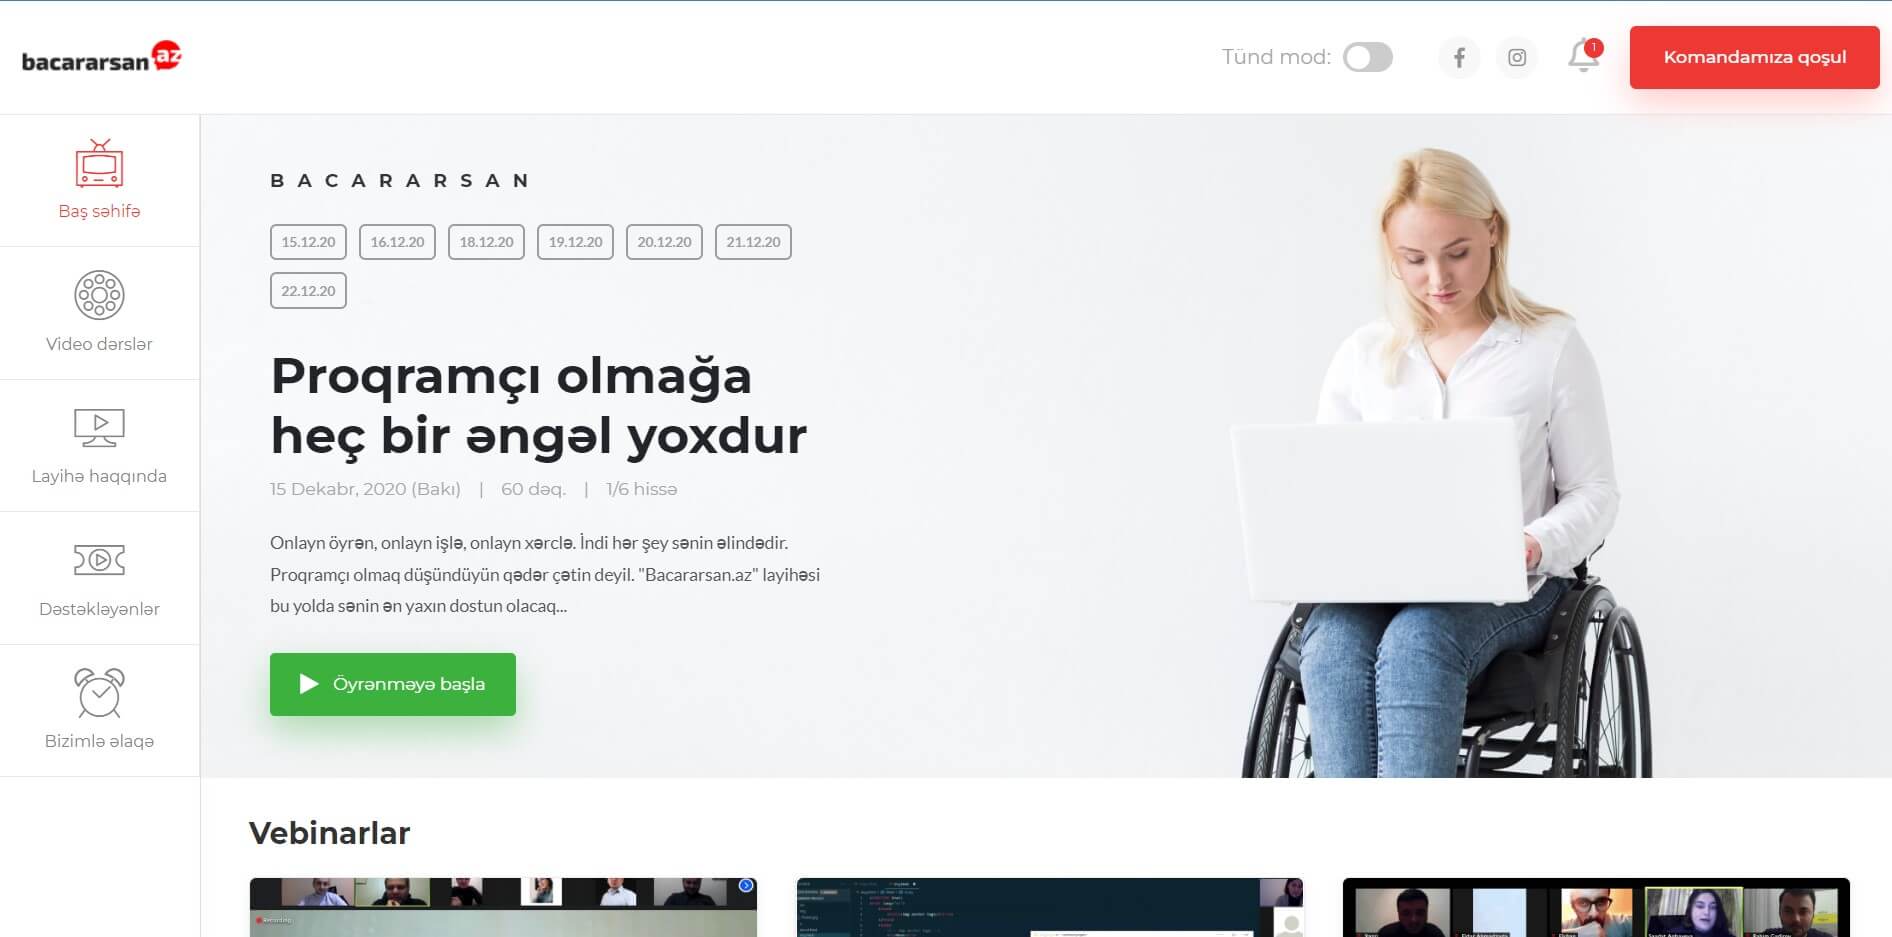 bacararsan az
Tünd mod:
1
Komandamıza qoşul
Baş səhifə
Video dərslər
Layihə haqqında
Dəstəkləyənlər
Bizimlə əlaqə
BACARARSAN
15.12.20
16.12.20
18.12.20
19.12.20
20.12.20
21.12.20
22.12.20
Proqramçı olmağa
heç bir əngəl yoxdur
15 Dekabr, 2020 (Bakı) | 60 dəq. | 1/6 hissə
Onlayn öyrən, onlayn işlə, onlayn xərclə. İndi hər şey sənin əlindədir.
Proqramçı olmaq düşündüyün qədər çətin deyil. "Bacararsan.az" layihəsi
bu yolda sənin ən yaxın dostun olacaq...
Öyrənməyə başla
Vebinarlar
Recording